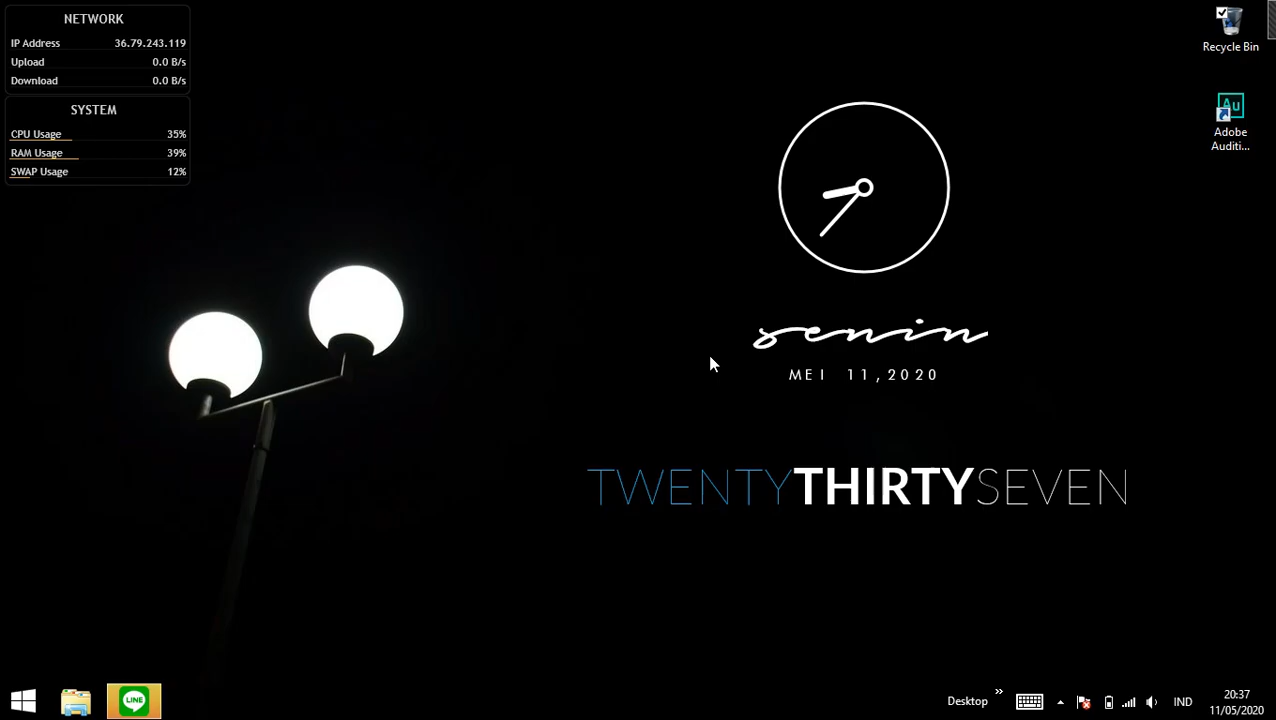 NETWORK
IP Address 36.79.243.119
Upload 0.0 B/s
Download 0.0 B/s
SYSTEM
CPU Usage 35%
RAM Usage 39%
SWAP Usage 12%
Recycle Bin
Au
Adobe
Auditi...
senin
MEI 11,2020
TWENTYTHIRTYSEVEN
LINE
Desktop
IND
20:37
11/05/2020